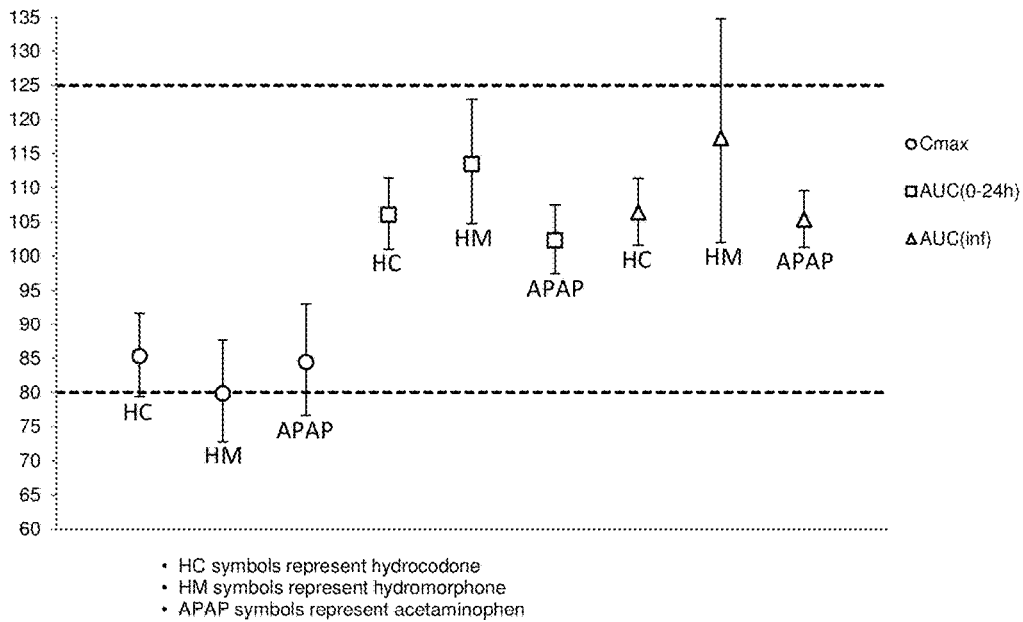 135
130
125
120
115
110
105
100
95
90
85
80
75
70
65
60
HC
HM
APAP
HC
HM
APAP
HC
HM
APAP
Cmax
AUC(0-24h)
AUC(inf)
• HC symbols represent hydrocodone
• HM symbols represent hydromorphone
• APAP symbols represent acetaminophen